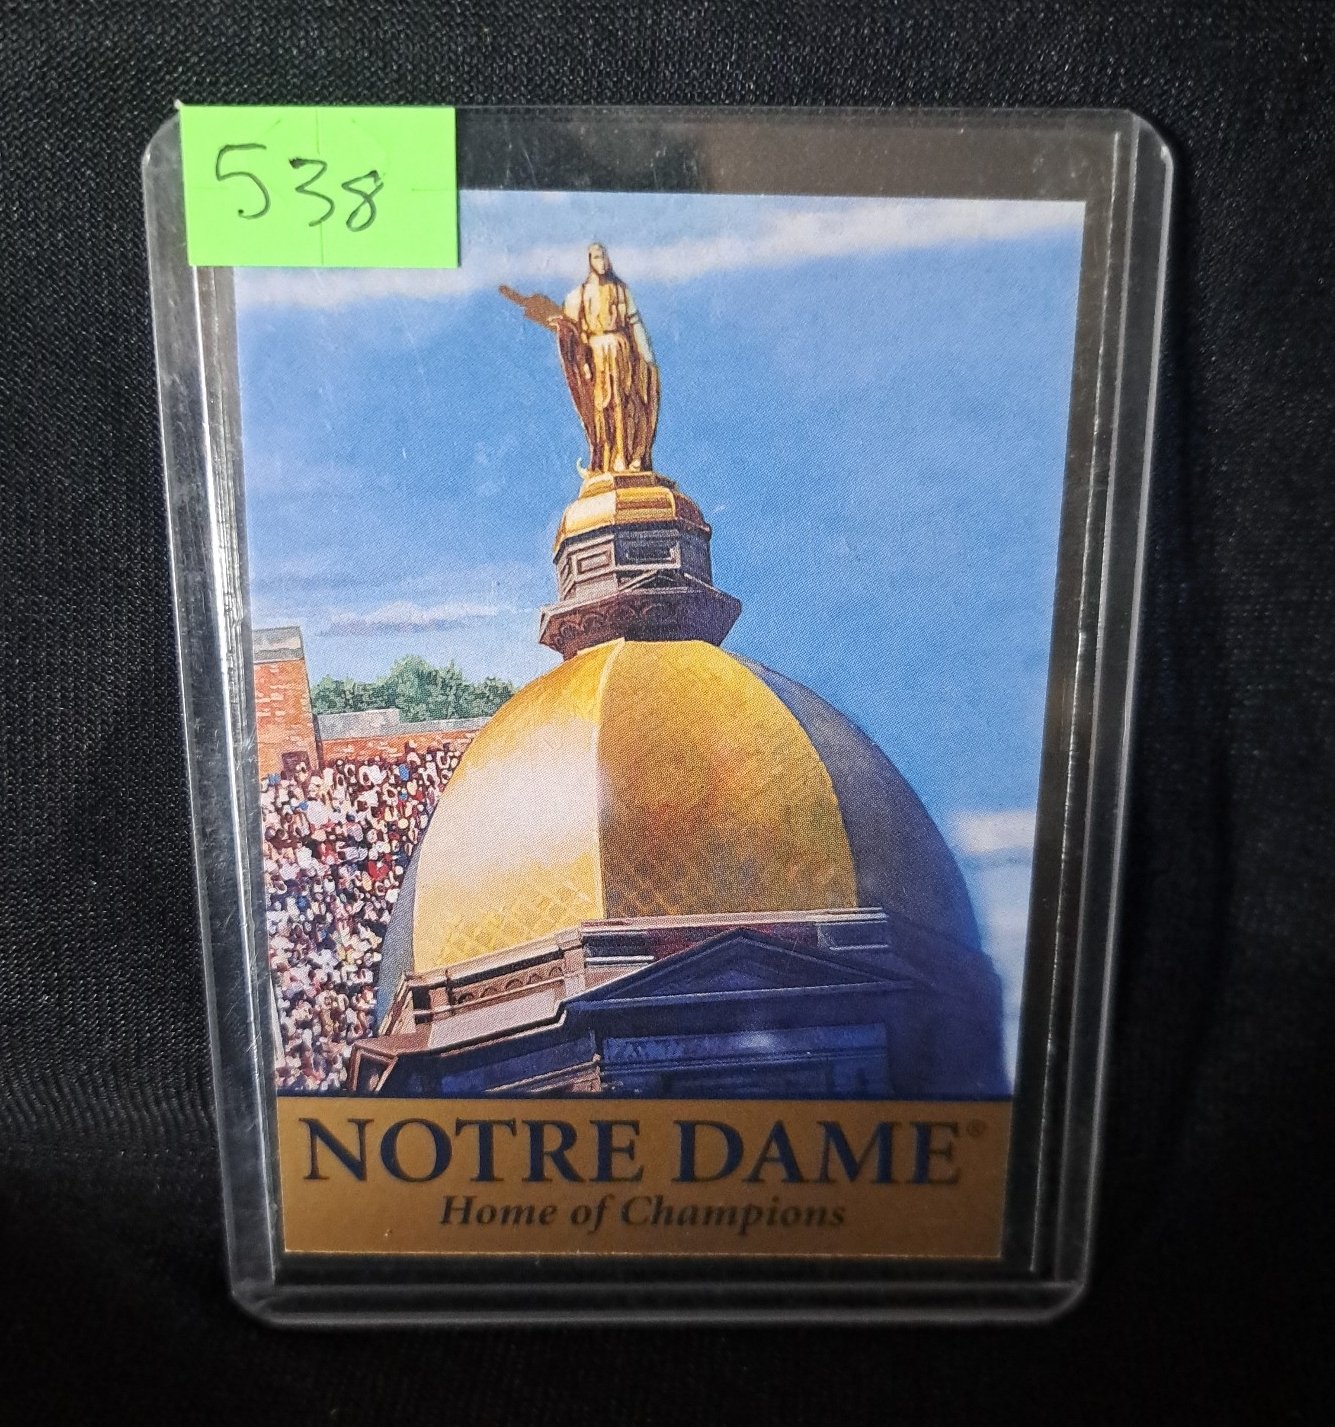 538
NOTRE DAME®
Home of Champions